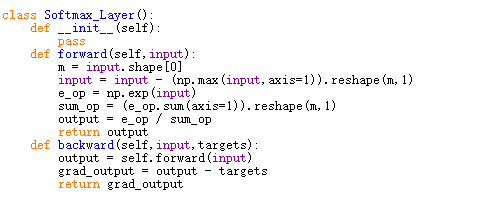 class Softmax_Layer():
    def __init__(self):
        pass
    def forward(self,input):
        m = input.shape[0]
        input = input - (np.max(input,axis=1)).reshape(m,1)
        e_op = np.exp(input)
        sum_op = (e_op.sum(axis=1)).reshape(m,1)
        output = e_op / sum_op
        return output
    def backward(self,input,targets):
        output = self.forward(input)
        grad_output = output - targets
        return grad_output